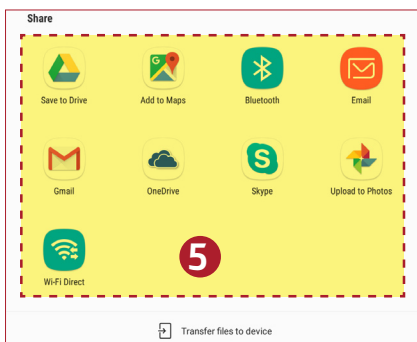 Share
Save to Drive Add to Maps Bluetooth Email
Gmail OneDrive Skype Upload to Photos
Wi-Fi Direct
5
Transfer files to device